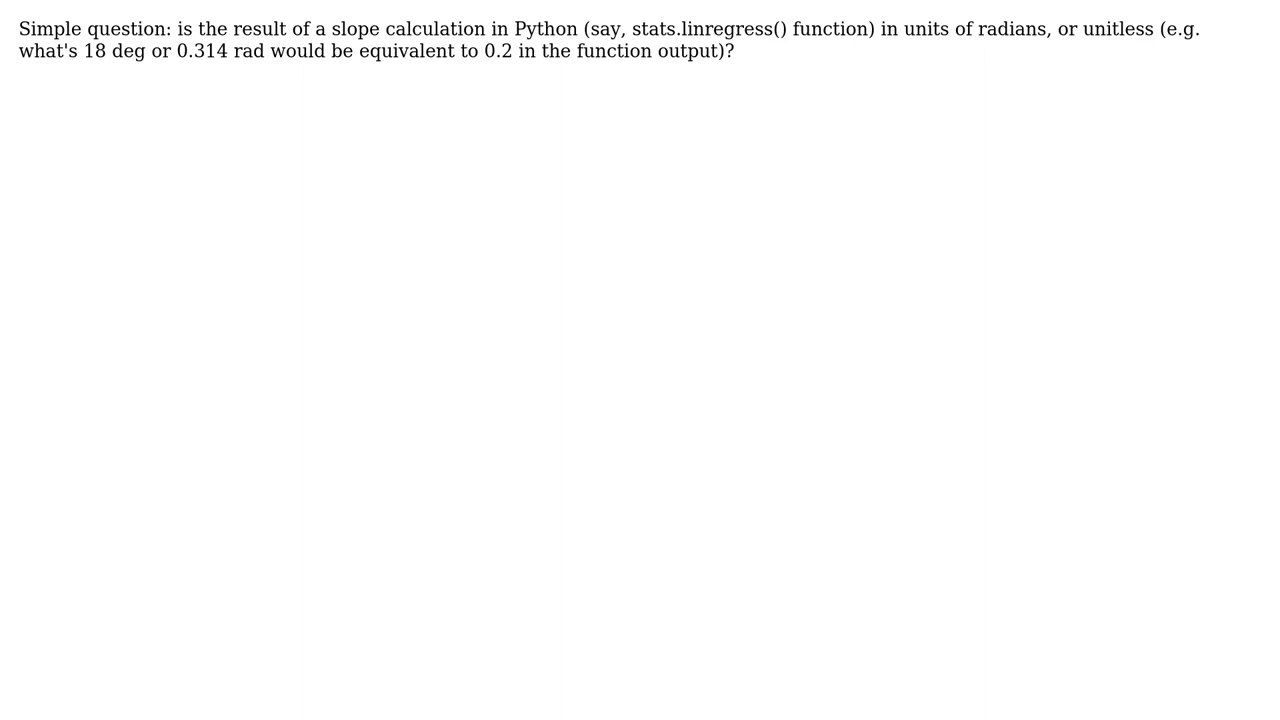 Simple question: is the result of a slope calculation in Python (say, stats.linregress() function) in units of radians, or unitless (e.g.
what's 18 deg or 0.314 rad would be equivalent to 0.2 in the function output)?